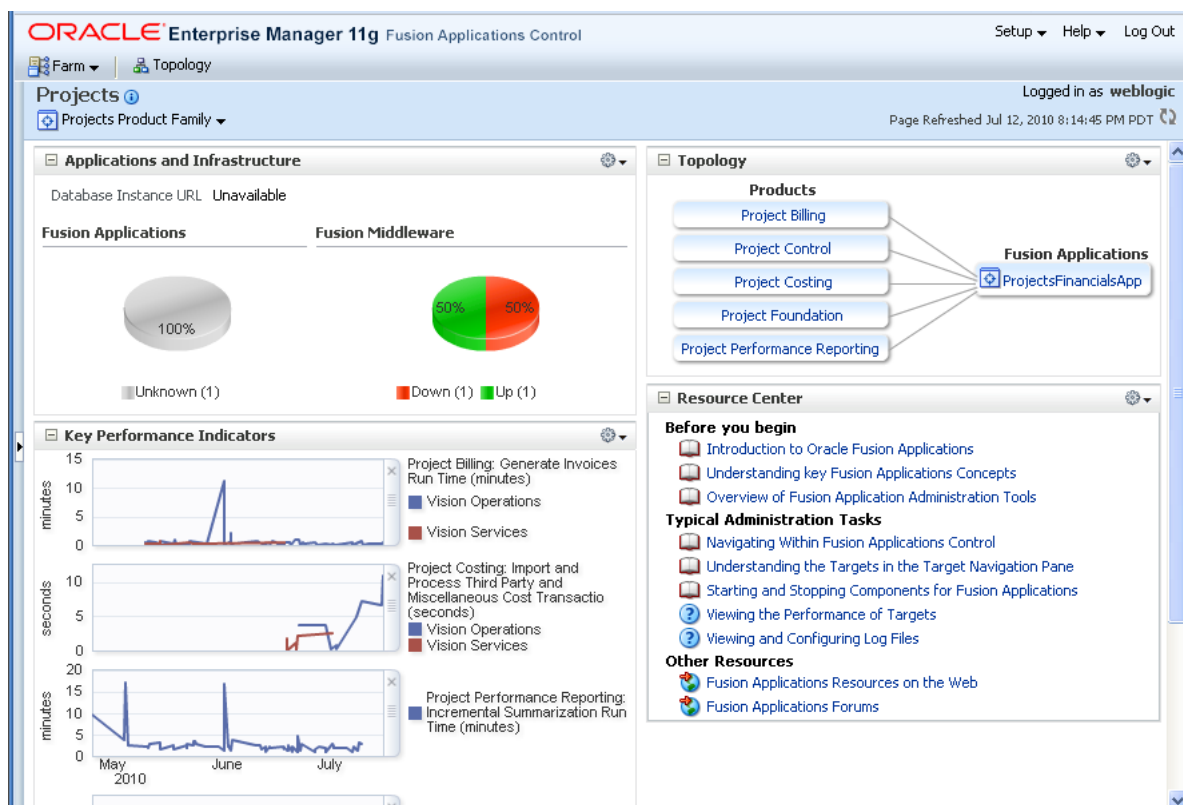 ORACLE Enterprise Manager 11g Fusion Applications Control
Setup Help Log Out
Farm Topology
Projects
Logged in as weblogic
Projects Product Family
Page Refreshed Jul 12, 2010 8:14:45 PM PDT
Applications and Infrastructure
Database Instance URL Unavailable
Fusion Applications
Fusion Middleware
100%
50%
50%
Unknown (1)
Down (1) Up (1)
Key Performance Indicators
15
10
5
0
minutes
Project Billing: Generate Invoices
Run Time (minutes)
Vision Operations
Vision Services
10
5
0
seconds
Project Costing: Import and
Process Third Party and
Miscellaneous Cost Transactio
(seconds)
Vision Operations
Vision Services
20
15
10
5
0
minutes
May
2010
June
July
Project Performance Reporting:
Incremental Summarization Run
Time (minutes)
Topology
Products
Project Billing
Project Control
Project Costing
Project Foundation
Project Performance Reporting
Fusion Applications
ProjectsFinancialsApp
Resource Center
Before you begin
Introduction to Oracle Fusion Applications
Understanding key Fusion Applications Concepts
Overview of Fusion Application Administration Tools
Typical Administration Tasks
Navigating Within Fusion Applications Control
Understanding the Targets in the Target Navigation Pane
Starting and Stopping Components for Fusion Applications
Viewing the Performance of Targets
Viewing and Configuring Log Files
Other Resources
Fusion Applications Resources on the Web
Fusion Applications Forums